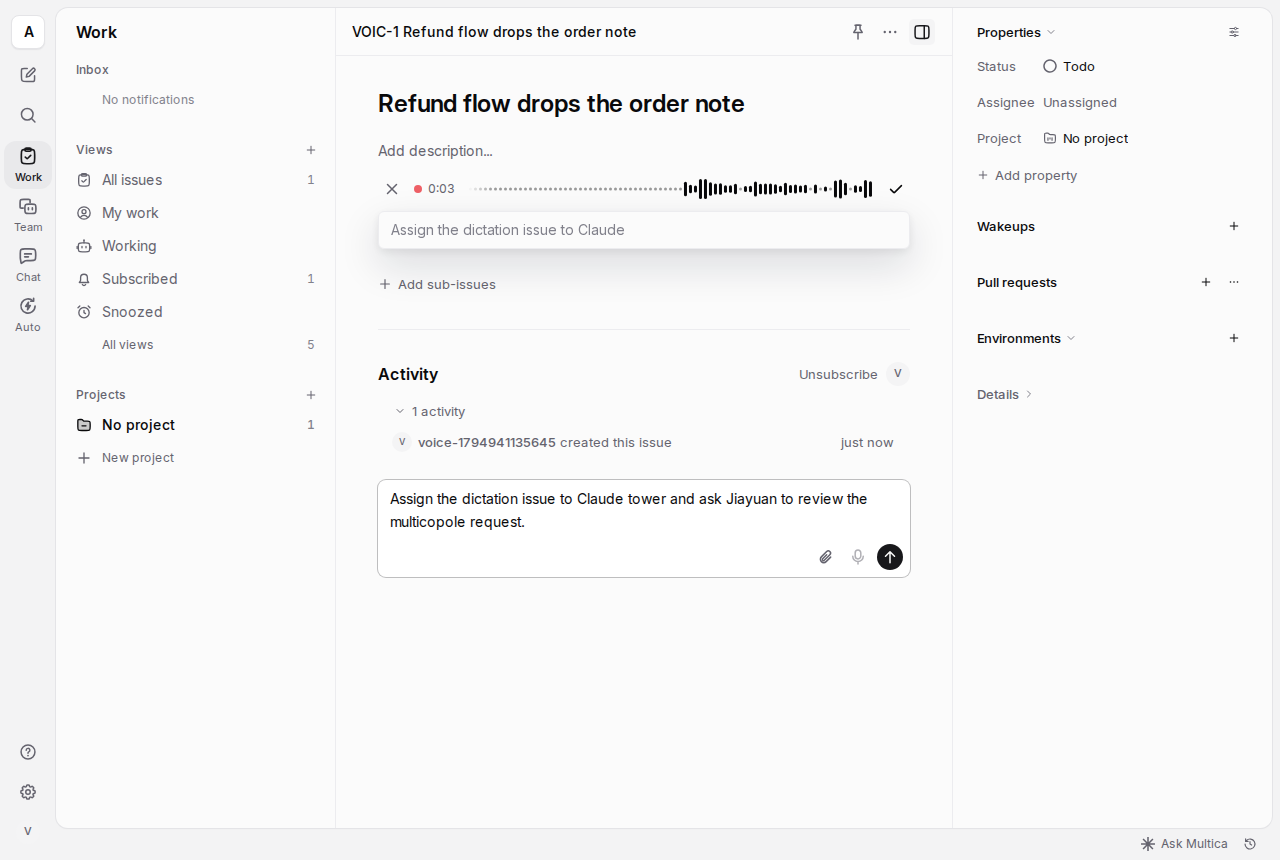 A
Work
Team
Chat
Auto
V
Work
Inbox
No notifications
Views
All issues 1
My work
Working
Subscribed 1
Snoozed
All views 5
Projects
No project 1
New project
VOIC-1 Refund flow drops the order note
Refund flow drops the order note
Add description...
0:03
Assign the dictation issue to Claude
Add sub-issues
Activity
Unsubscribe V
1 activity
V voice-1794941135645 created this issue just now
Assign the dictation issue to Claude tower and ask Jiayuan to review the
multicopole request.
Properties
Status Todo
Assignee Unassigned
Project No project
Add property
Wakeups
Pull requests
Environments
Details
Ask Multica